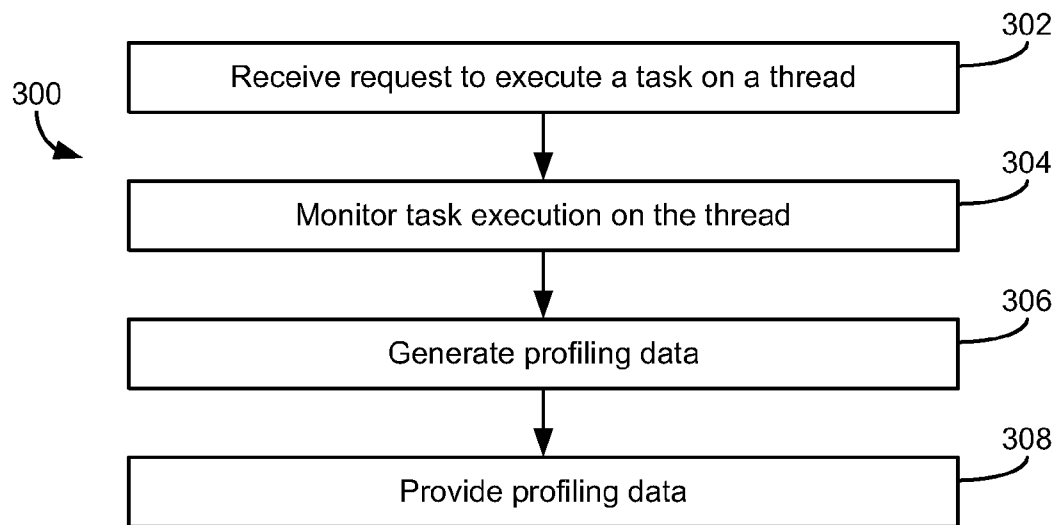 302
Receive request to execute a task on a thread
300
304
Monitor task execution on the thread
306
Generate profiling data
308
Provide profiling data